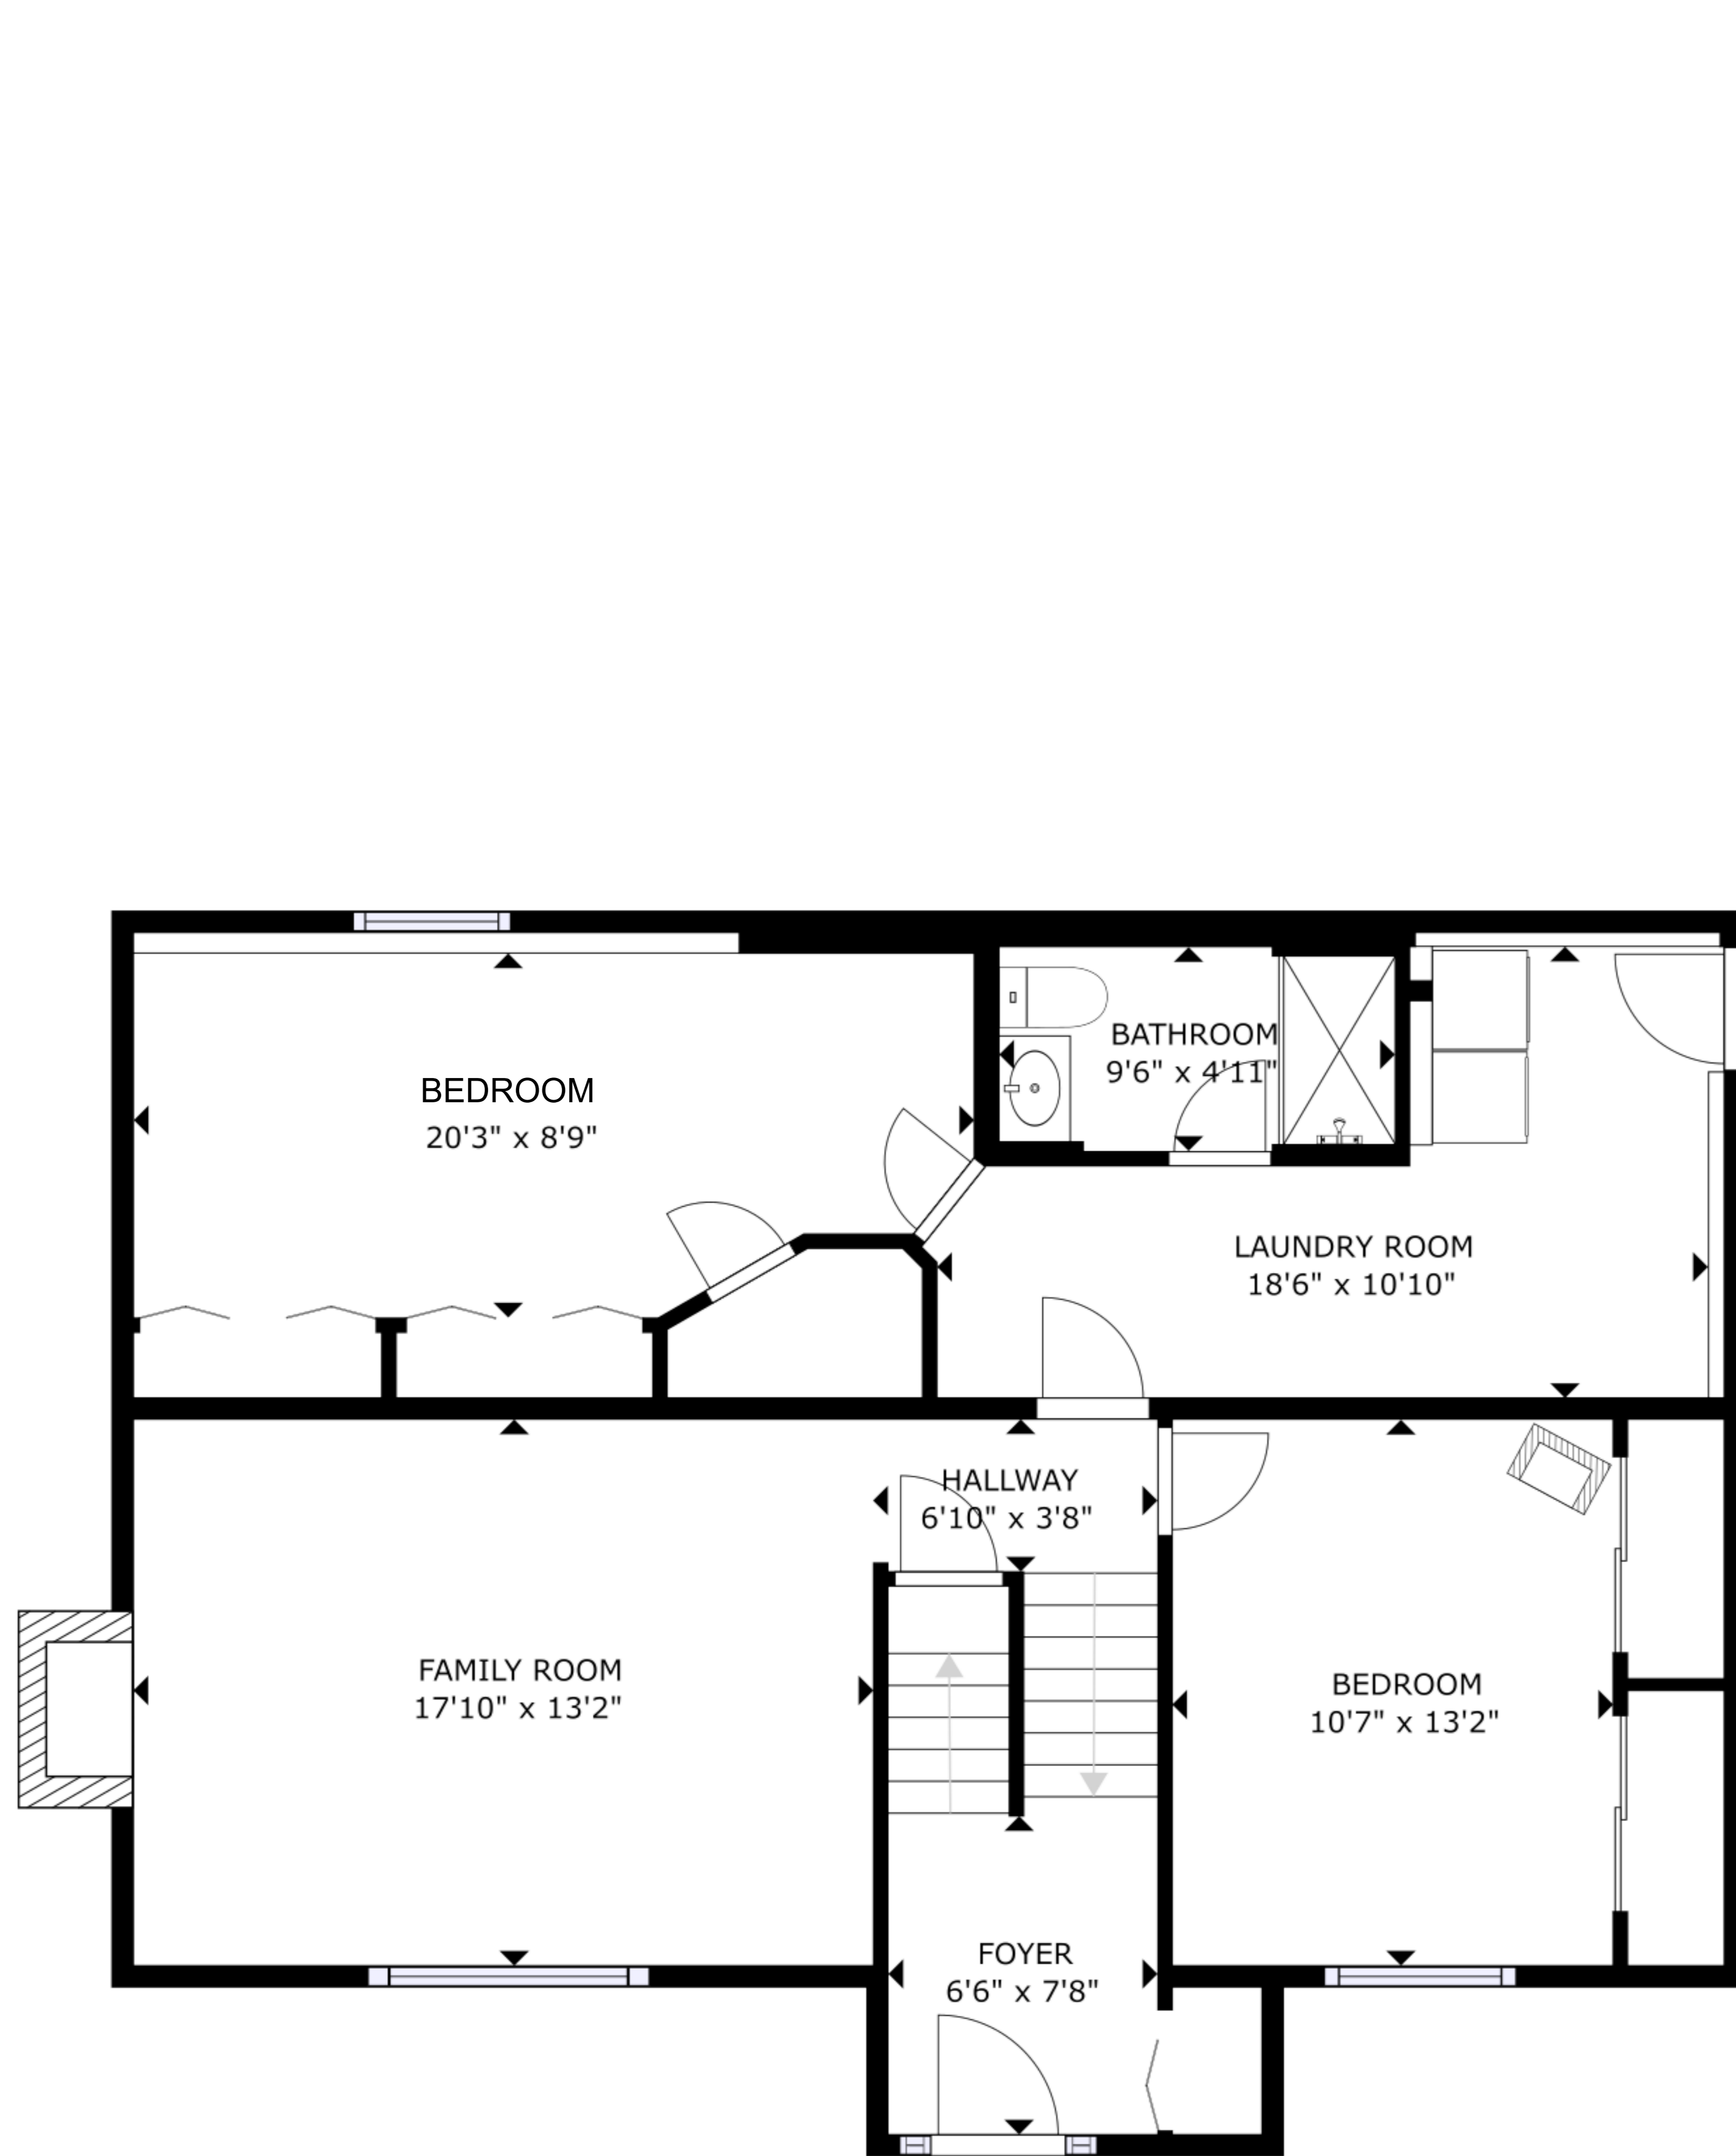 BEDROOM
20'3" x 8'9"
BATHROOM
9'6" x 4'11"
LAUNDRY ROOM
18'6" x 10'10"
HALLWAY
6'10" x 3'8"
FAMILY ROOM
17'10" x 13'2"
BEDROOM
10'7" x 13'2"
FOYER
6'6" x 7'8"